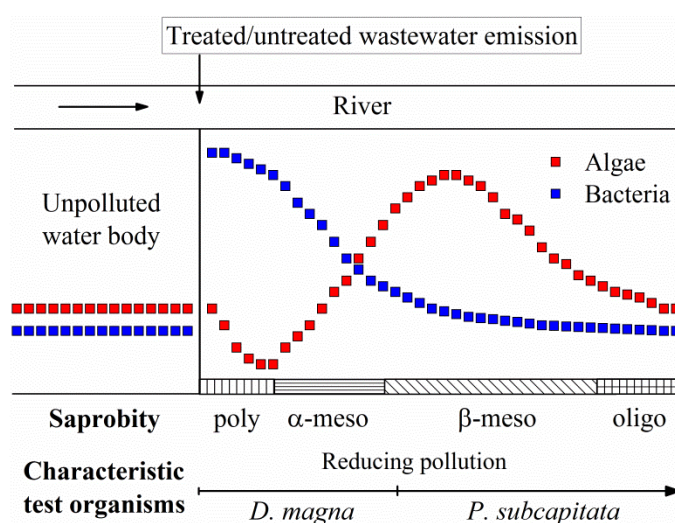 Treated/untreated wastewater emission
River
Unpolluted
water body
Algae
Bacteria
Saprobity poly α-meso β-meso oligo
Characteristic
test organisms
Reducing pollution
D. magna P. subcapitata